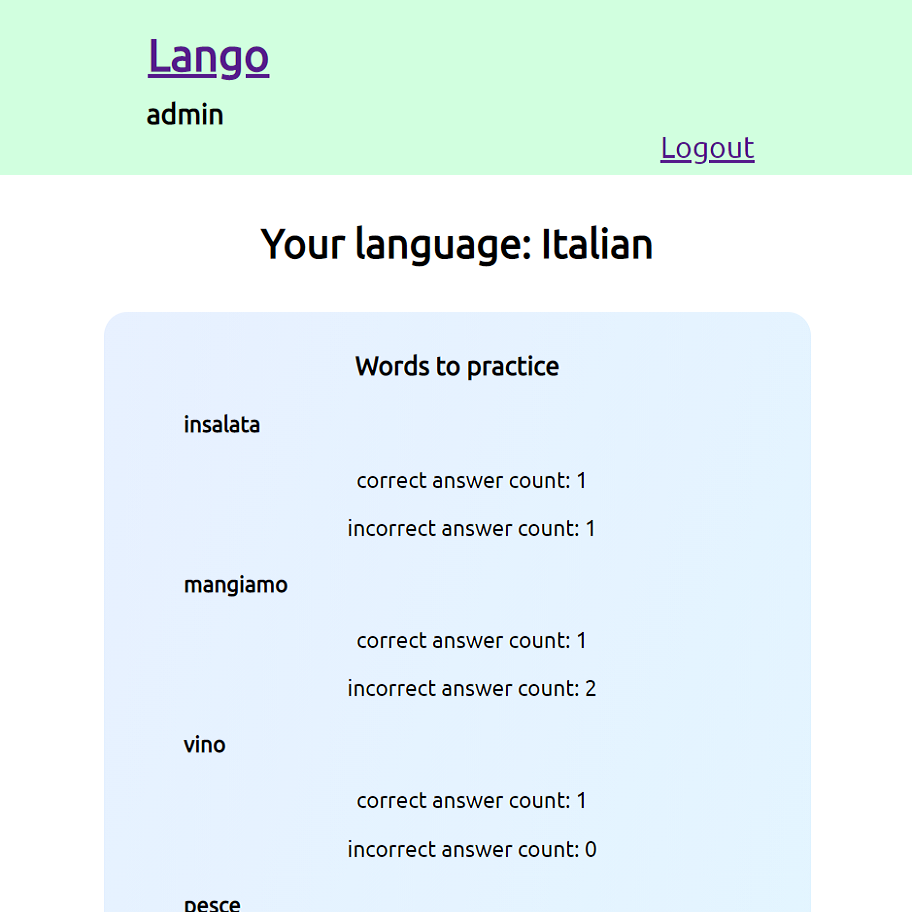 Lango
admin
Logout
Your language: Italian
Words to practice
insalata
correct answer count: 1
incorrect answer count: 1
mangiamo
correct answer count: 1
incorrect answer count: 2
vino
correct answer count: 1
incorrect answer count: 0
pesce